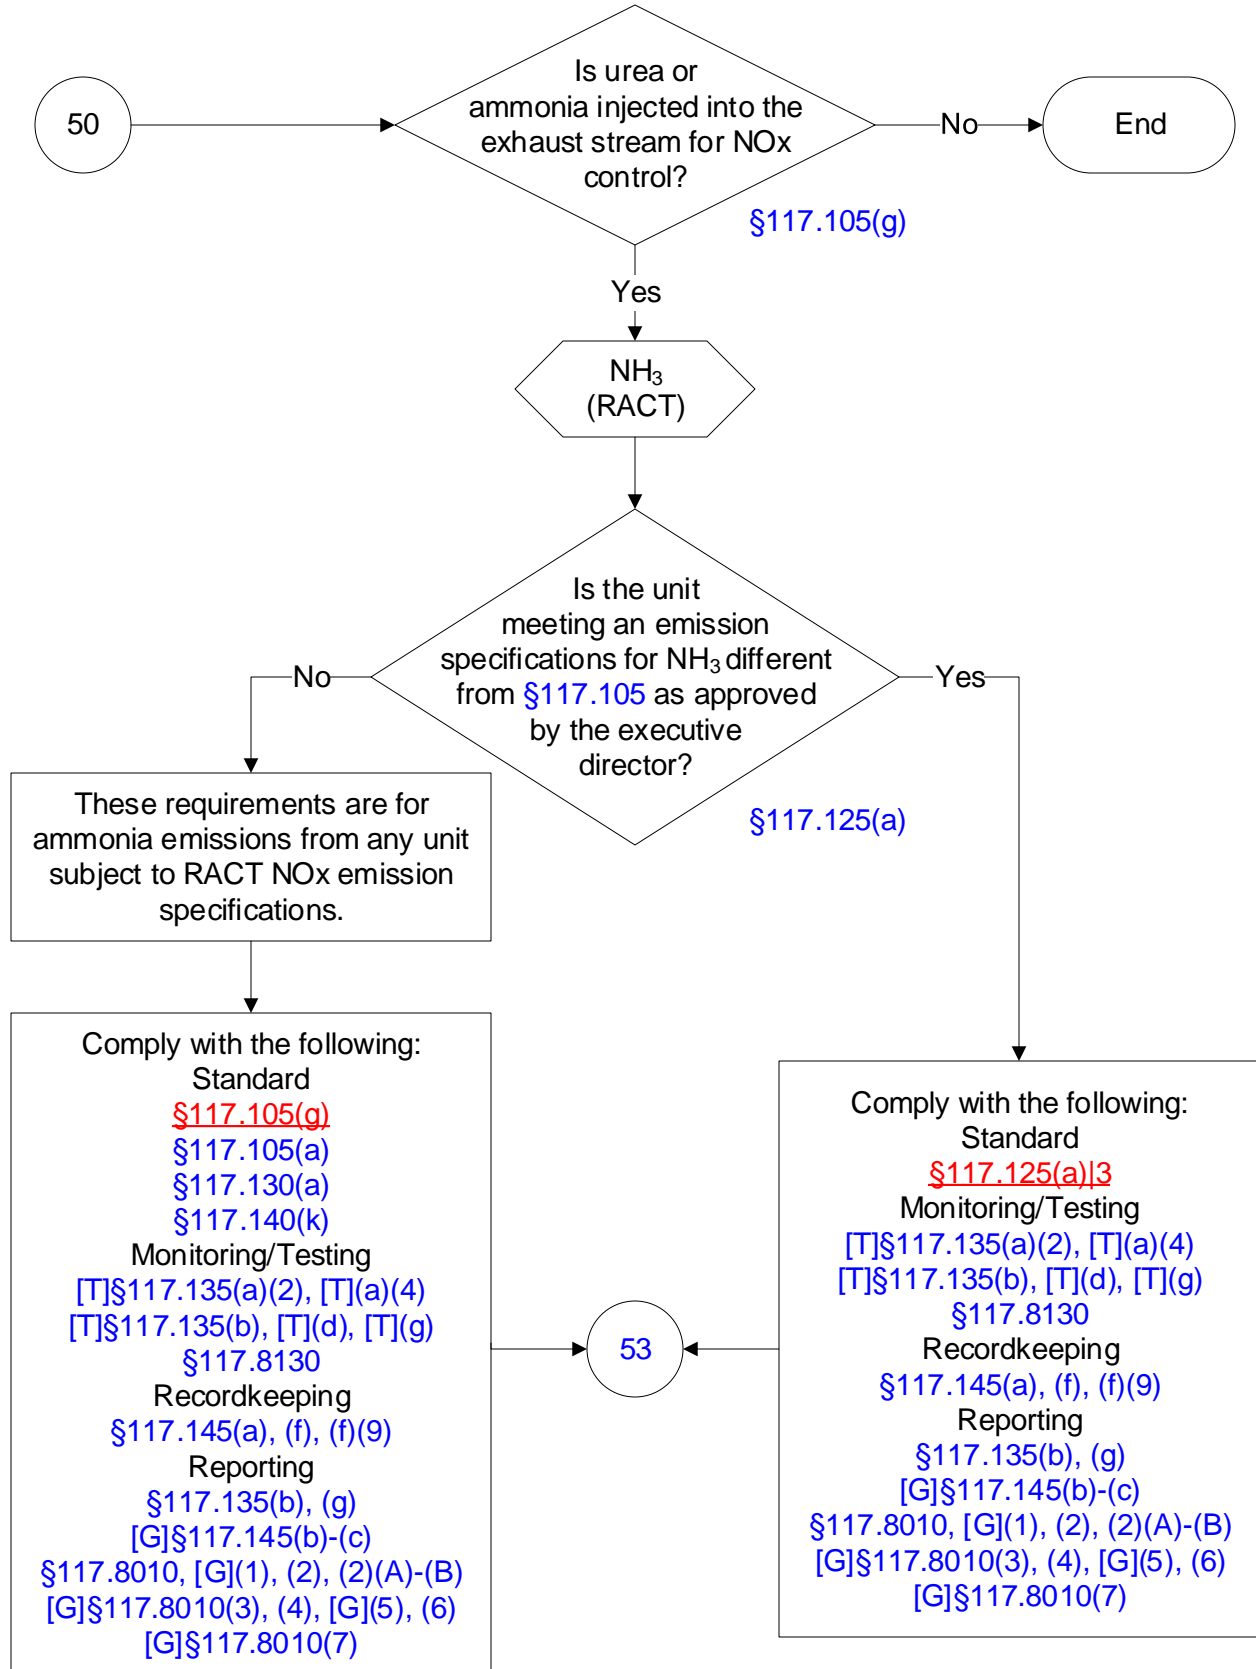 50
Is urea or
ammonia injected into the
exhaust stream for NOx
control?
No
End
§117.105(g)
Yes
NH3
(RACT)
Is the unit
meeting an emission
specifications for NH3 different
from §117.105 as approved
by the executive
director?
No
Yes
§117.125(a)
These requirements are for
ammonia emissions from any unit
subject to RACT NOx emission
specifications.
Comply with the following:
Standard
§117.105(g)
§117.105(a)
§117.130(a)
§117.140(k)
Monitoring/Testing
[T]§117.135(a)(2), [T](a)(4)
[T]§117.135(b), [T](d), [T](g)
§117.8130
Recordkeeping
§117.145(a), (f), (f)(9)
Reporting
§117.135(b), (g)
[G]§117.145(b)-(c)
§117.8010, [G](1), (2), (2)(A)-(B)
[G]§117.8010(3), (4), [G](5), (6)
[G]§117.8010(7)
53
Comply with the following:
Standard
§117.125(a)|3
Monitoring/Testing
[T]§117.135(a)(2), [T](a)(4)
[T]§117.135(b), [T](d), [T](g)
§117.8130
Recordkeeping
§117.145(a), (f), (f)(9)
Reporting
§117.135(b), (g)
[G]§117.145(b)-(c)
§117.8010, [G](1), (2), (2)(A)-(B)
[G]§117.8010(3), (4), [G](5), (6)
[G]§117.8010(7)